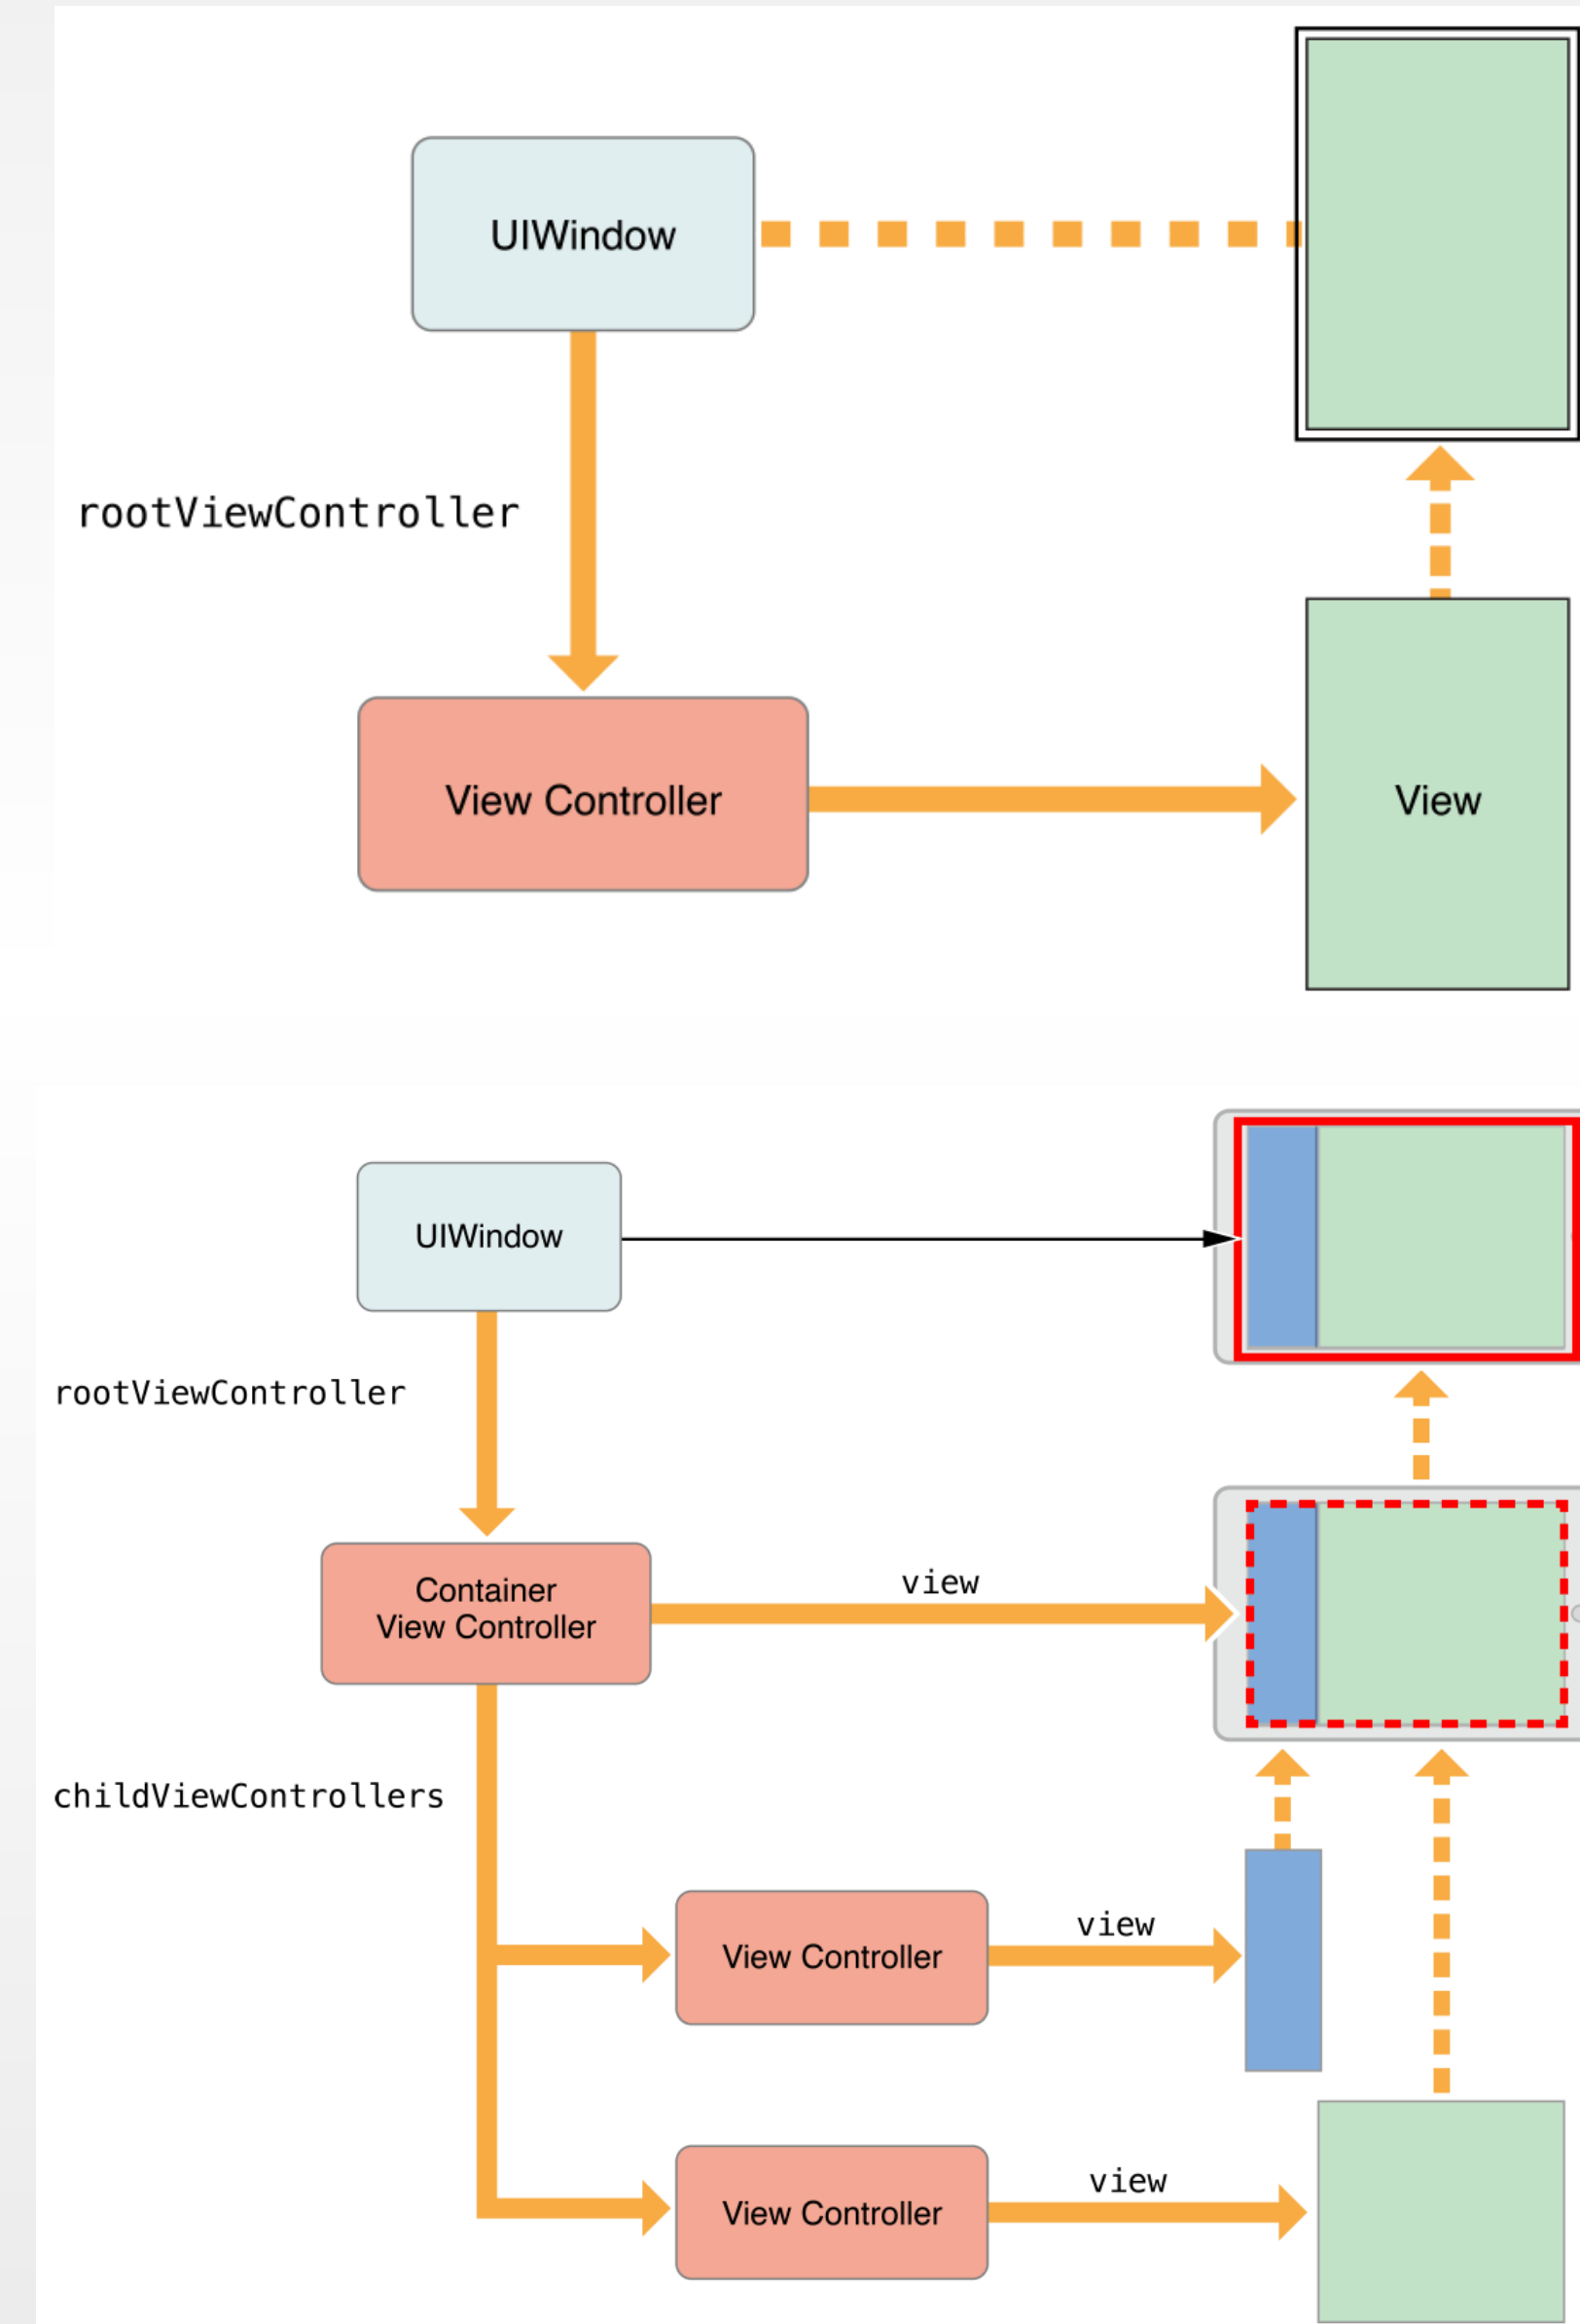 UIWindow
rootViewController
View Controller
View
UIWindow
rootViewController
Container
View Controller
view
childViewControllers
View Controller
view
View Controller
view